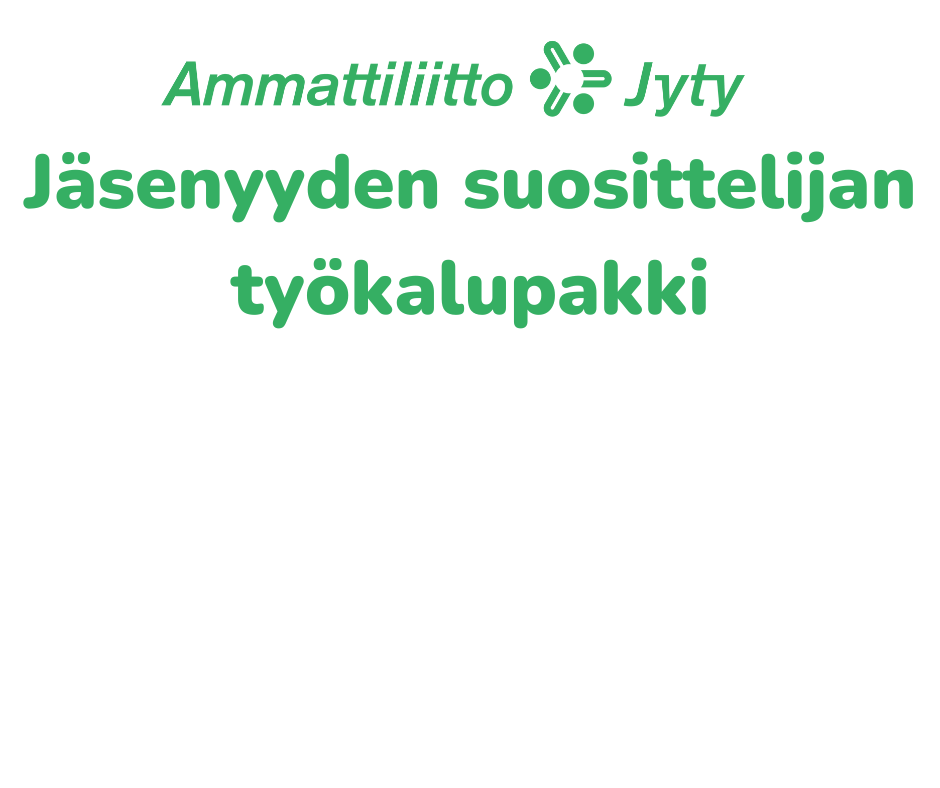 Ammattiliitto Jyty
Jäsenyyden suosittelijan
työkalupakki